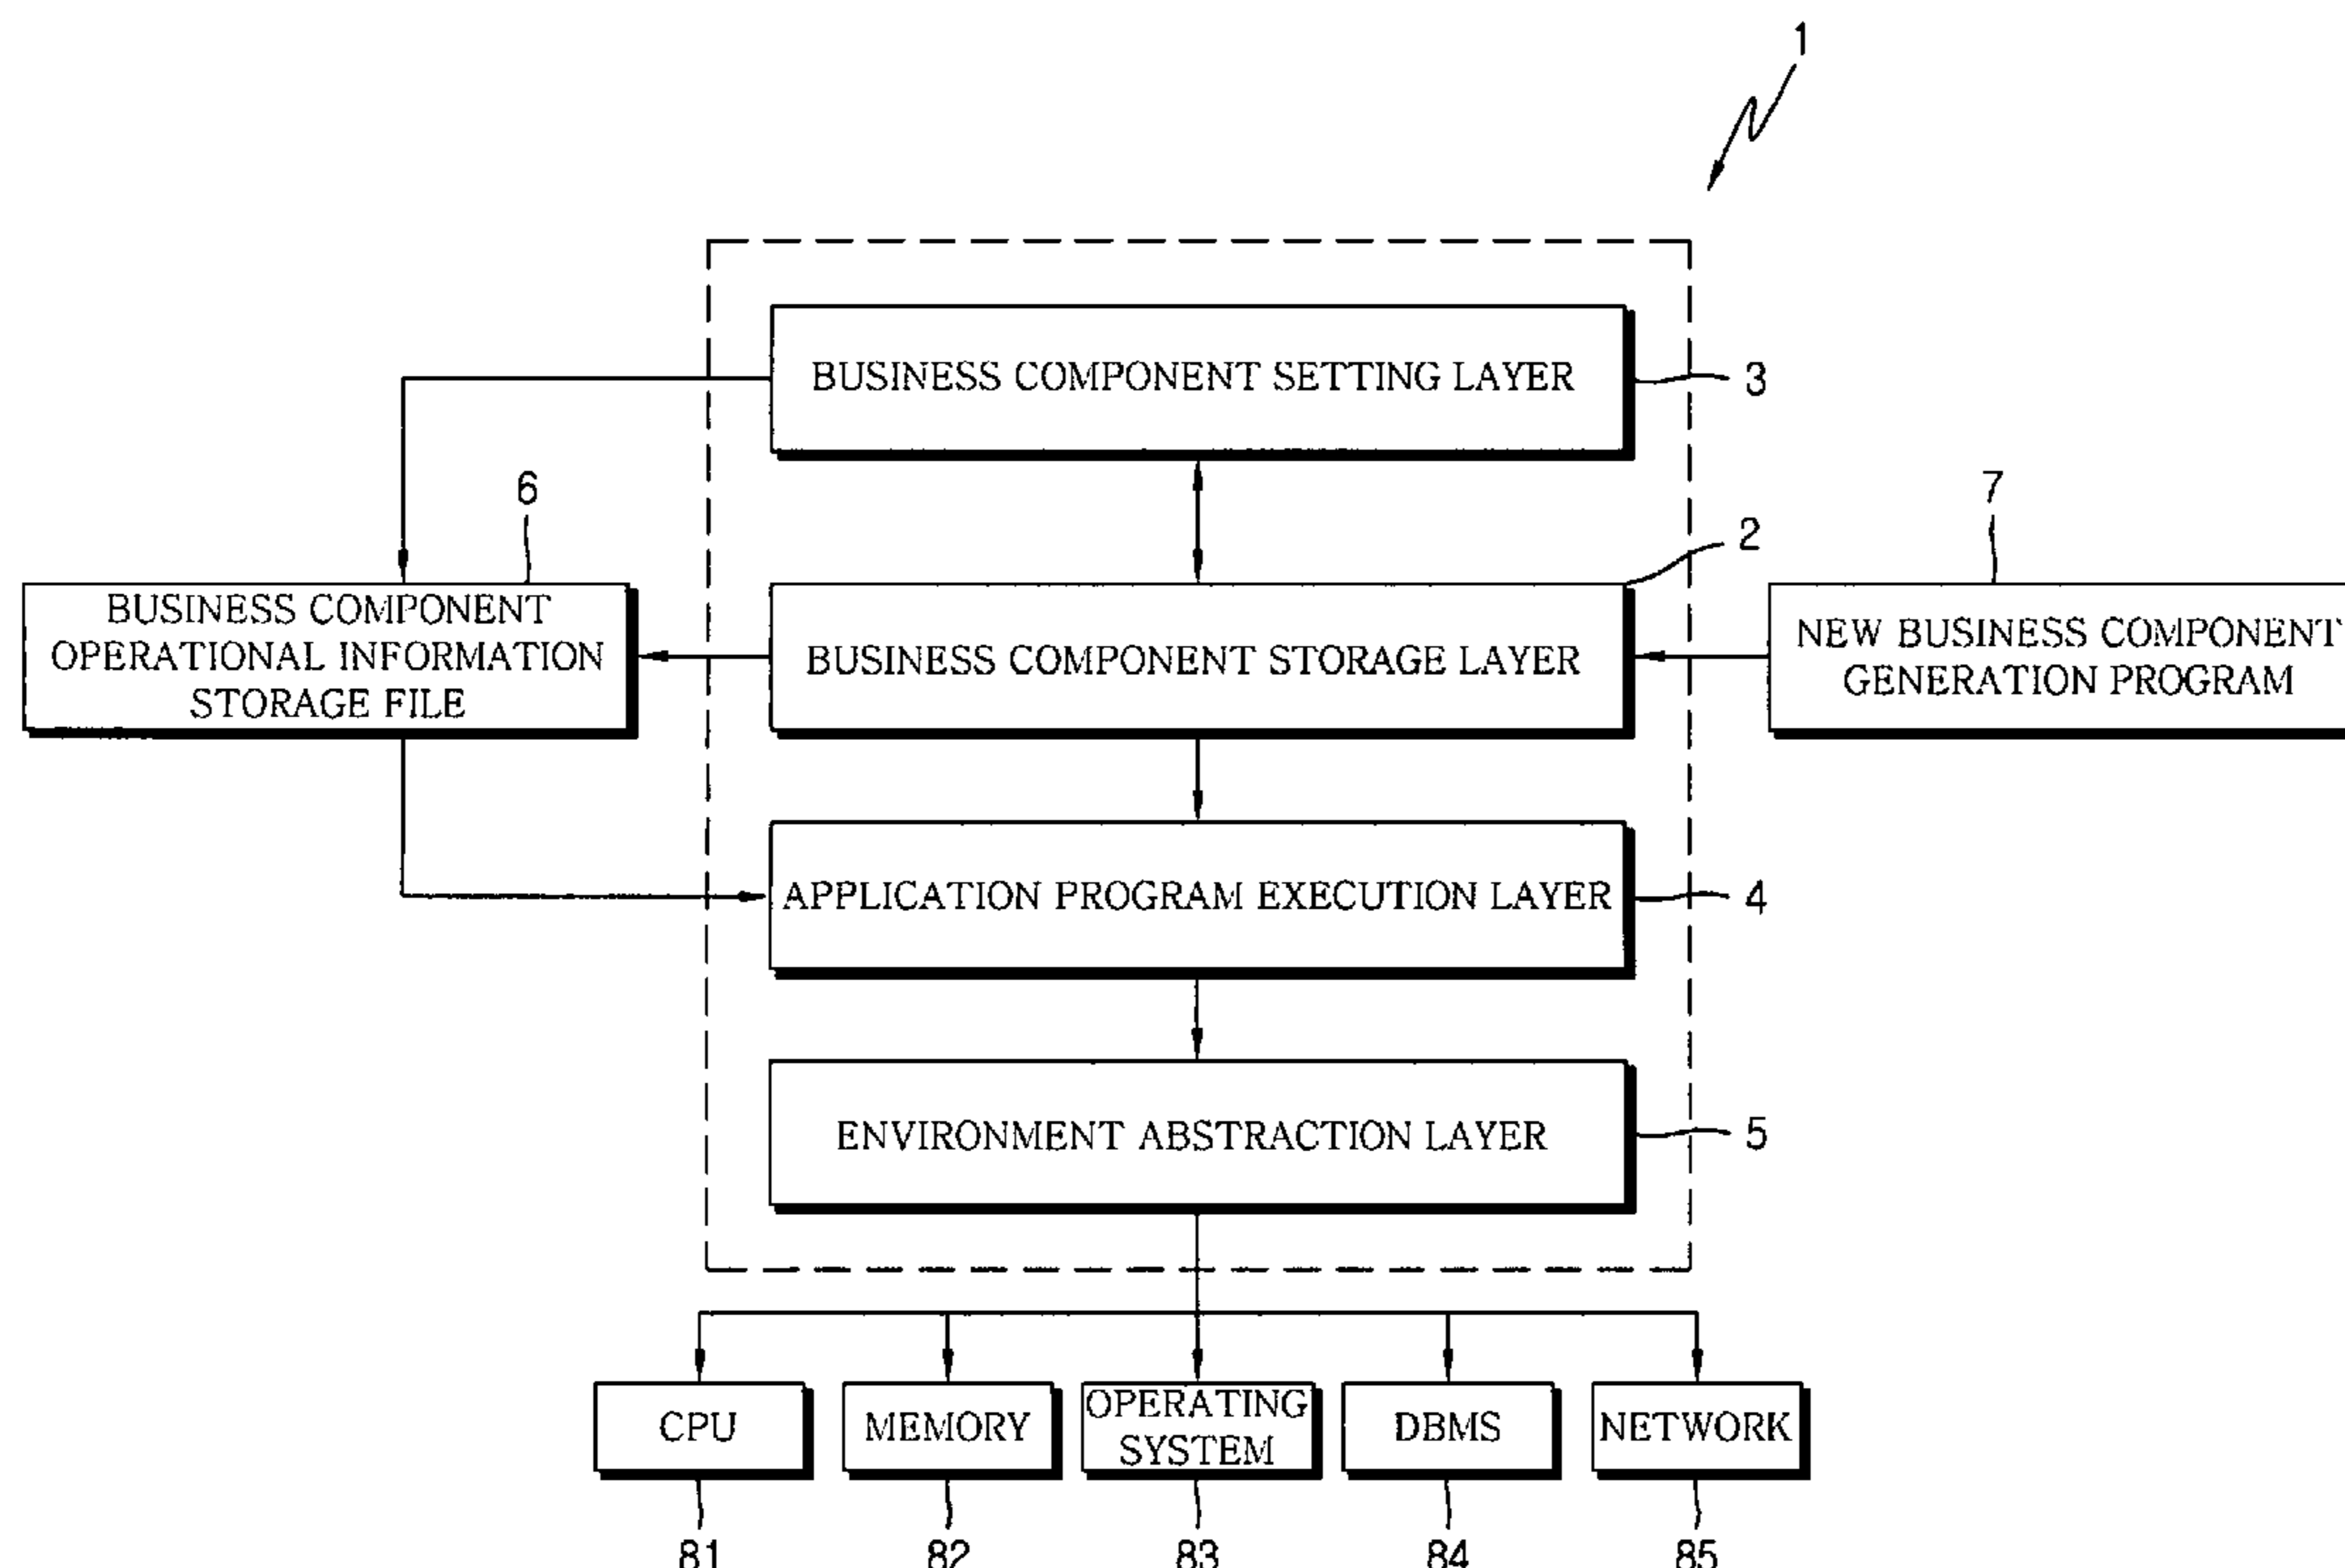 1
BUSINESS COMPONENT SETTING LAYER
3
6
7
2
BUSINESS COMPONENT
OPERATIONAL INFORMATION
STORAGE FILE
BUSINESS COMPONENT STORAGE LAYER
NEW BUSINESS COMPONENT
GENERATION PROGRAM
APPLICATION PROGRAM EXECUTION LAYER
4
ENVIRONMENT ABSTRACTION LAYER
5
CPU
MEMORY
OPERATING
SYSTEM
DBMS
NETWORK
81
82
83
84
85